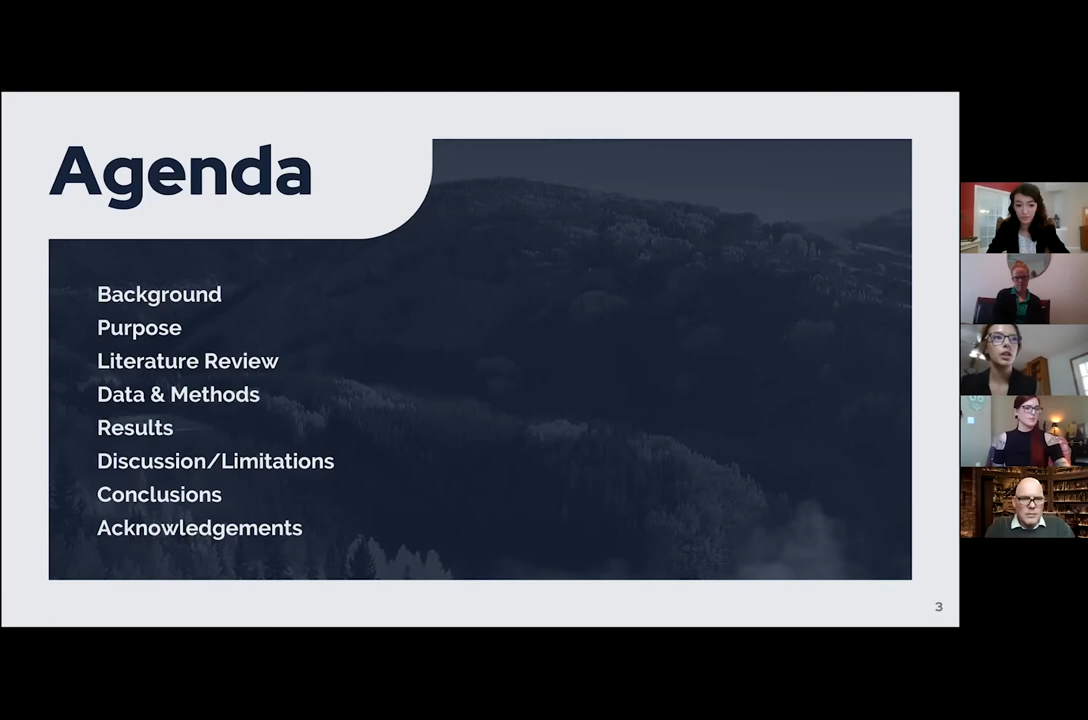 Agenda
Background
Purpose
Literature Review
Data & Methods
Results
Discussion/Limitations
Conclusions
Acknowledgements
3